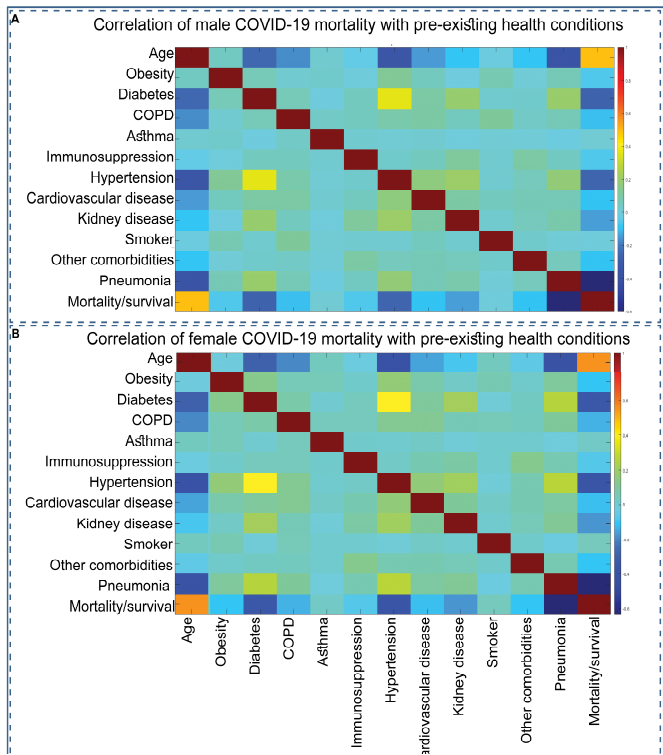 A
Correlation of male COVID-19 mortality with pre-existing health conditions
Age
Obesity
Diabetes
COPD
Asthma
Immunosuppression
Hypertension
Cardiovascular disease
Kidney disease
Smoker
Other comorbidities
Pneumonia
Mortality/survival
B
Correlation of female COVID-19 mortality with pre-existing health conditions
Age
Obesity
Diabetes
COPD
Asthma
Immunosuppression
Hypertension
Cardiovascular disease
Kidney disease
Smoker
Other comorbidities
Pneumonia
Mortality/survival
Age
Obesity
Diabetes
COPD
Asthma
Immunosuppression
Hypertension
ardiovascular disease
Kidney disease
Smoker
Other comorbidities
Pneumonia
Mortality/survival